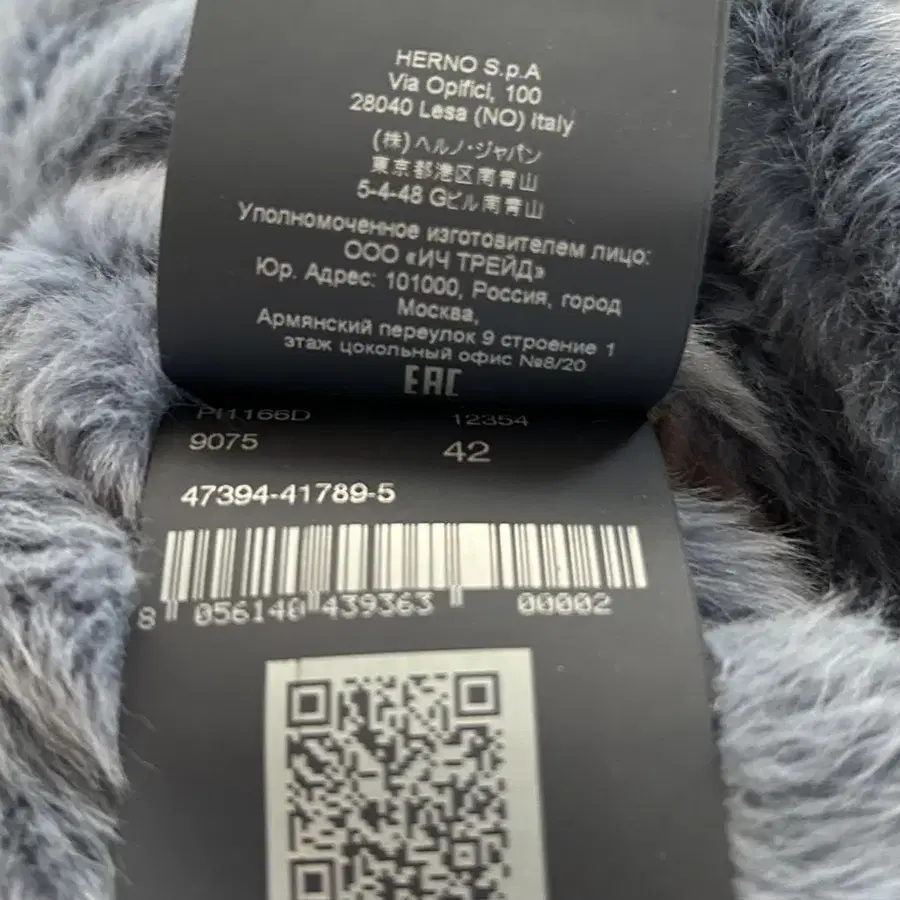 HERNO S.p.A
Via Opifici, 100
28040 Lesa (NO) Italy
(株)ヘルノ・ジャパン
東京都港区南青山
5-4-48 Gビル南青山
Уполномоченное изготовителем лицо:
ООО «ИЧ ТРЕЙД»
Юр. Адрес: 101000, Россия, город
Москва,
Армянский переулок 9 строение 1
этаж цокольный офис №8/20
EAC
PI1166D 12354
9075 42
47394-41789-5
8 056140 439363 00002